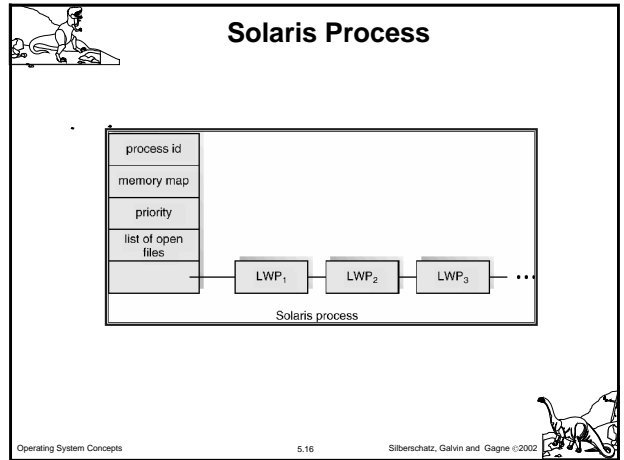 Solaris Process
process id
memory map
priority
list of open
files
LWP₁ LWP₂ LWP₃ •••
Solaris process
Operating System Concepts 5.16 Silberschatz, Galvin and Gagne ©2002